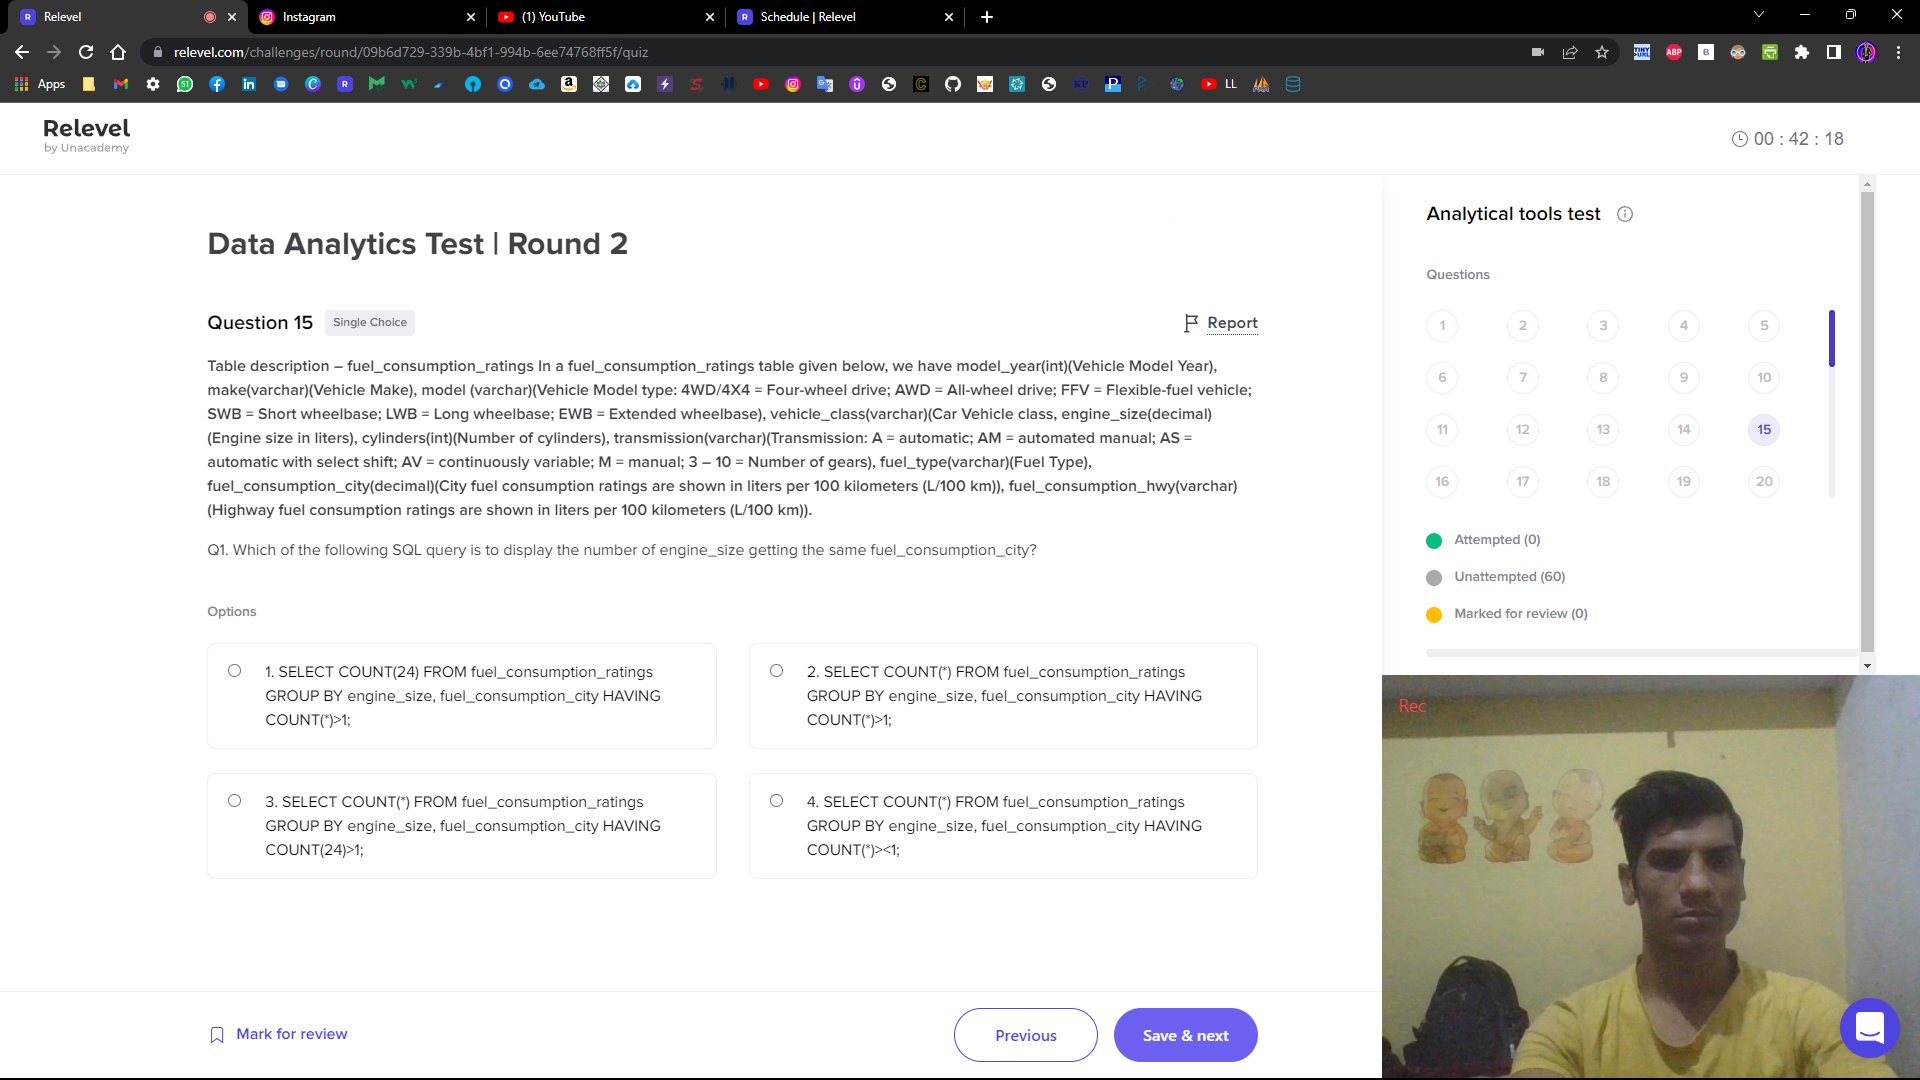 Relevel
Instagram
(1) YouTube
Schedule | Relevel
relevel.com/challenges/round/09b6d729-339b-4bf1-994b-6ee74768ff5f/quiz
Apps
LL
Relevel
by Unacademy
00 : 42 : 18
Data Analytics Test | Round 2
Question 15
Single Choice
Report
Table description – fuel_consumption_ratings In a fuel_consumption_ratings table given below, we have model_year(int)(Vehicle Model Year),
make(varchar)(Vehicle Make), model (varchar)(Vehicle Model type: 4WD/4X4 = Four-wheel drive; AWD = All-wheel drive; FFV = Flexible-fuel vehicle;
SWB = Short wheelbase; LWB = Long wheelbase; EWB = Extended wheelbase), vehicle_class(varchar)(Car Vehicle class, engine_size(decimal)
(Engine size in liters), cylinders(int)(Number of cylinders), transmission(varchar)(Transmission: A = automatic; AM = automated manual; AS =
automatic with select shift; AV = continuously variable; M = manual; 3 – 10 = Number of gears), fuel_type(varchar)(Fuel Type),
fuel_consumption_city(decimal)(City fuel consumption ratings are shown in liters per 100 kilometers (L/100 km)), fuel_consumption_hwy(varchar)
(Highway fuel consumption ratings are shown in liters per 100 kilometers (L/100 km)).
Q1. Which of the following SQL query is to display the number of engine_size getting the same fuel_consumption_city?
Options
1. SELECT COUNT(24) FROM fuel_consumption_ratings
GROUP BY engine_size, fuel_consumption_city HAVING
COUNT(*)>1;
2. SELECT COUNT(*) FROM fuel_consumption_ratings
GROUP BY engine_size, fuel_consumption_city HAVING
COUNT(*)>1;
3. SELECT COUNT(*) FROM fuel_consumption_ratings
GROUP BY engine_size, fuel_consumption_city HAVING
COUNT(24)>1;
4. SELECT COUNT(*) FROM fuel_consumption_ratings
GROUP BY engine_size, fuel_consumption_city HAVING
COUNT(*)><1;
Mark for review
Previous
Save & next
Analytical tools test
Questions
1 2 3 4 5
6 7 8 9 10
11 12 13 14 15
16 17 18 19 20
Attempted (0)
Unattempted (60)
Marked for review (0)
Rec